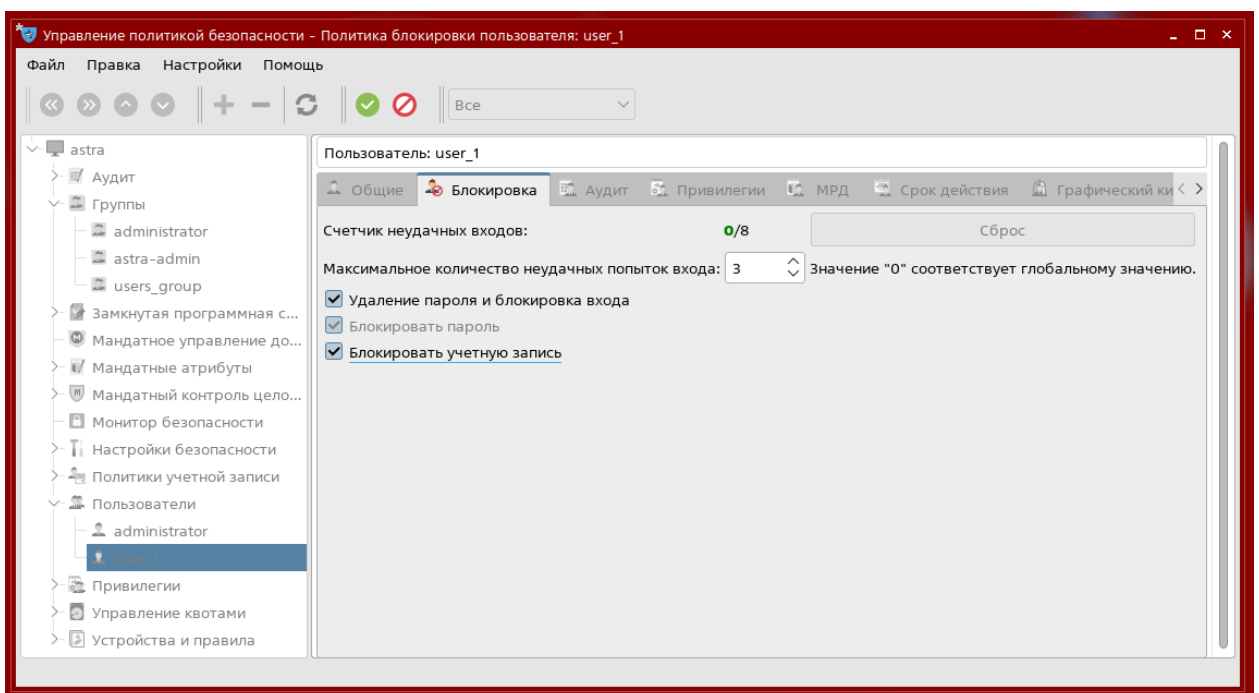 Управление политикой безопасности – Политика блокировки пользователя: user_1
Файл Правка Настройки Помощь
Все
astra
Аудит
Группы
administrator
astra-admin
users_group
Замкнутая программная с...
Мандатное управление до...
Мандатные атрибуты
Мандатный контроль цело...
Монитор безопасности
Настройки безопасности
Политики учетной записи
Пользователи
administrator
user_1
Привилегии
Управление квотами
Устройства и правила
Пользователь: user_1
Общие Блокировка Аудит Привилегии МРД Срок действия Графический ки
Счетчик неудачных входов: 0/8 Сброс
Максимальное количество неудачных попыток входа: 3 Значение "0" соответствует глобальному значению.
Удаление пароля и блокировка входа
Блокировать пароль
Блокировать учетную запись